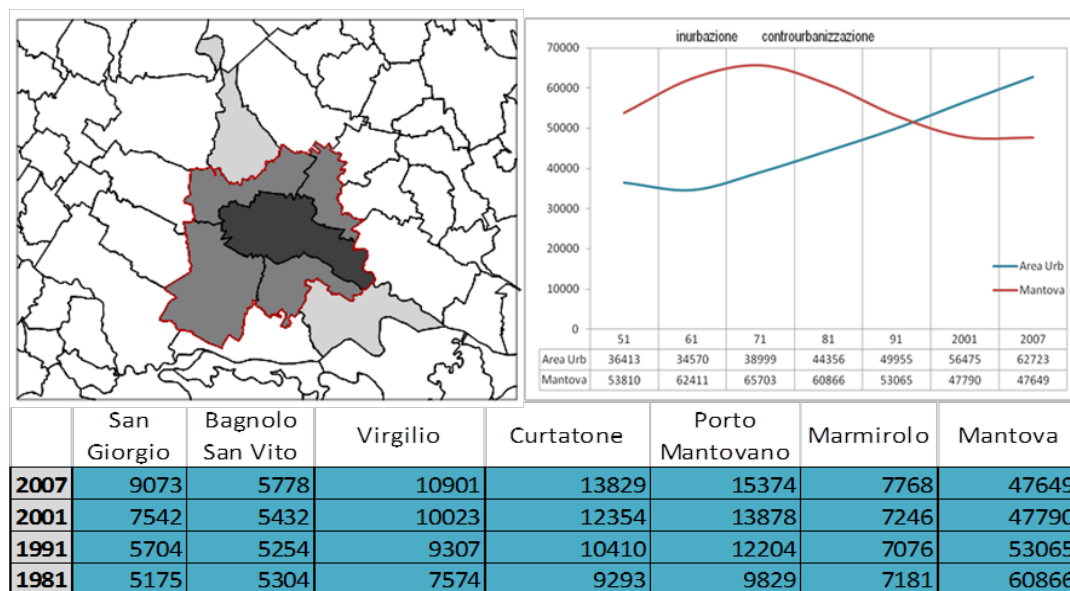 inurbazione controurbanizzazione
70000
60000
50000
40000
30000
20000
10000
0
Area Urb
Mantova
51 61 71 81 91 2001 2007
Area Urb 36413 34570 38999 44356 49955 56475 62723
Mantova 53810 62411 65703 60866 53065 47790 47649
San Giorgio Bagnolo San Vito Virgilio Curtatone Porto Mantovano Marmirolo Mantova
2007 9073 5778 10901 13829 15374 7768 47649
2001 7542 5432 10023 12354 13878 7246 47790
1991 5704 5254 9307 10410 12204 7076 53065
1981 5175 5304 7574 9293 9829 7181 60866